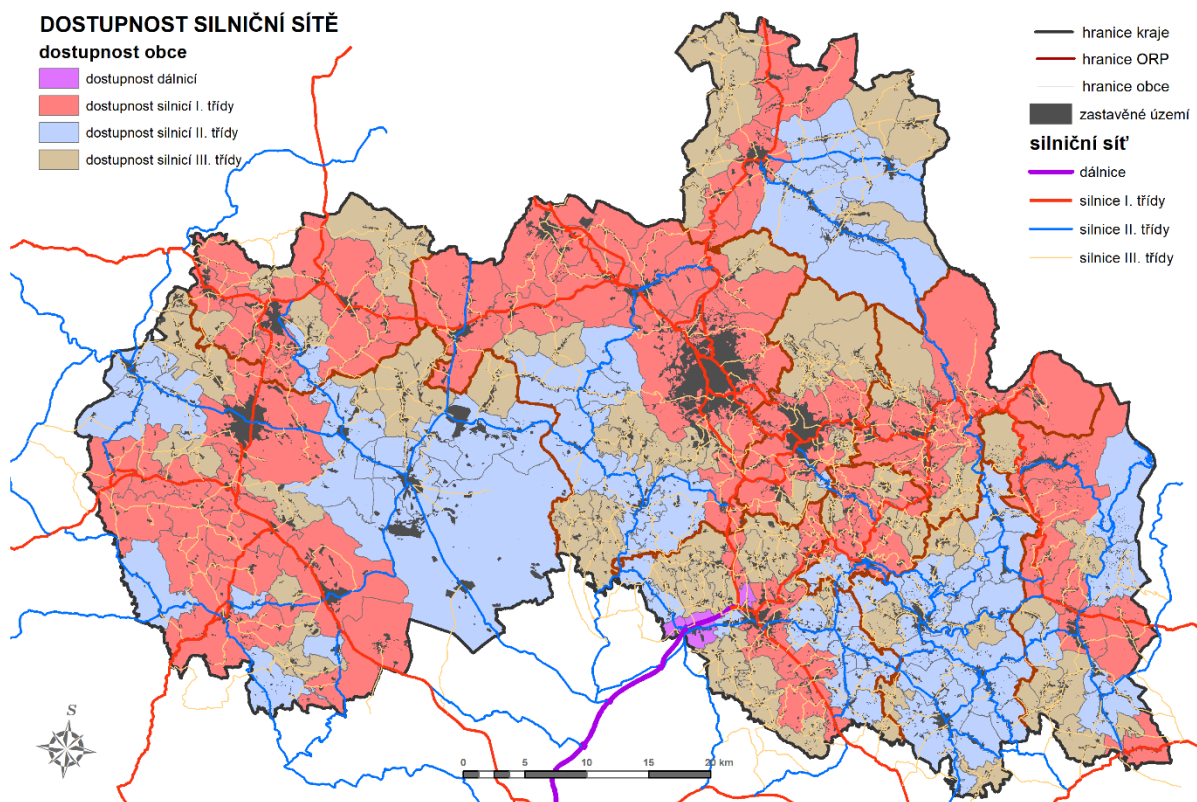 DOSTUPNOST SILNIČNÍ SÍTĚ
dostupnost obce
dostupnost dálnicí
dostupnost silnicí I. třídy
dostupnost silnicí II. třídy
dostupnost silnicí III. třídy
hranice kraje
hranice ORP
hranice obce
zastavěné území
silniční síť
dálnice
silnice I. třídy
silnice II. třídy
silnice III. třídy
S
0 5 10 15 20 km